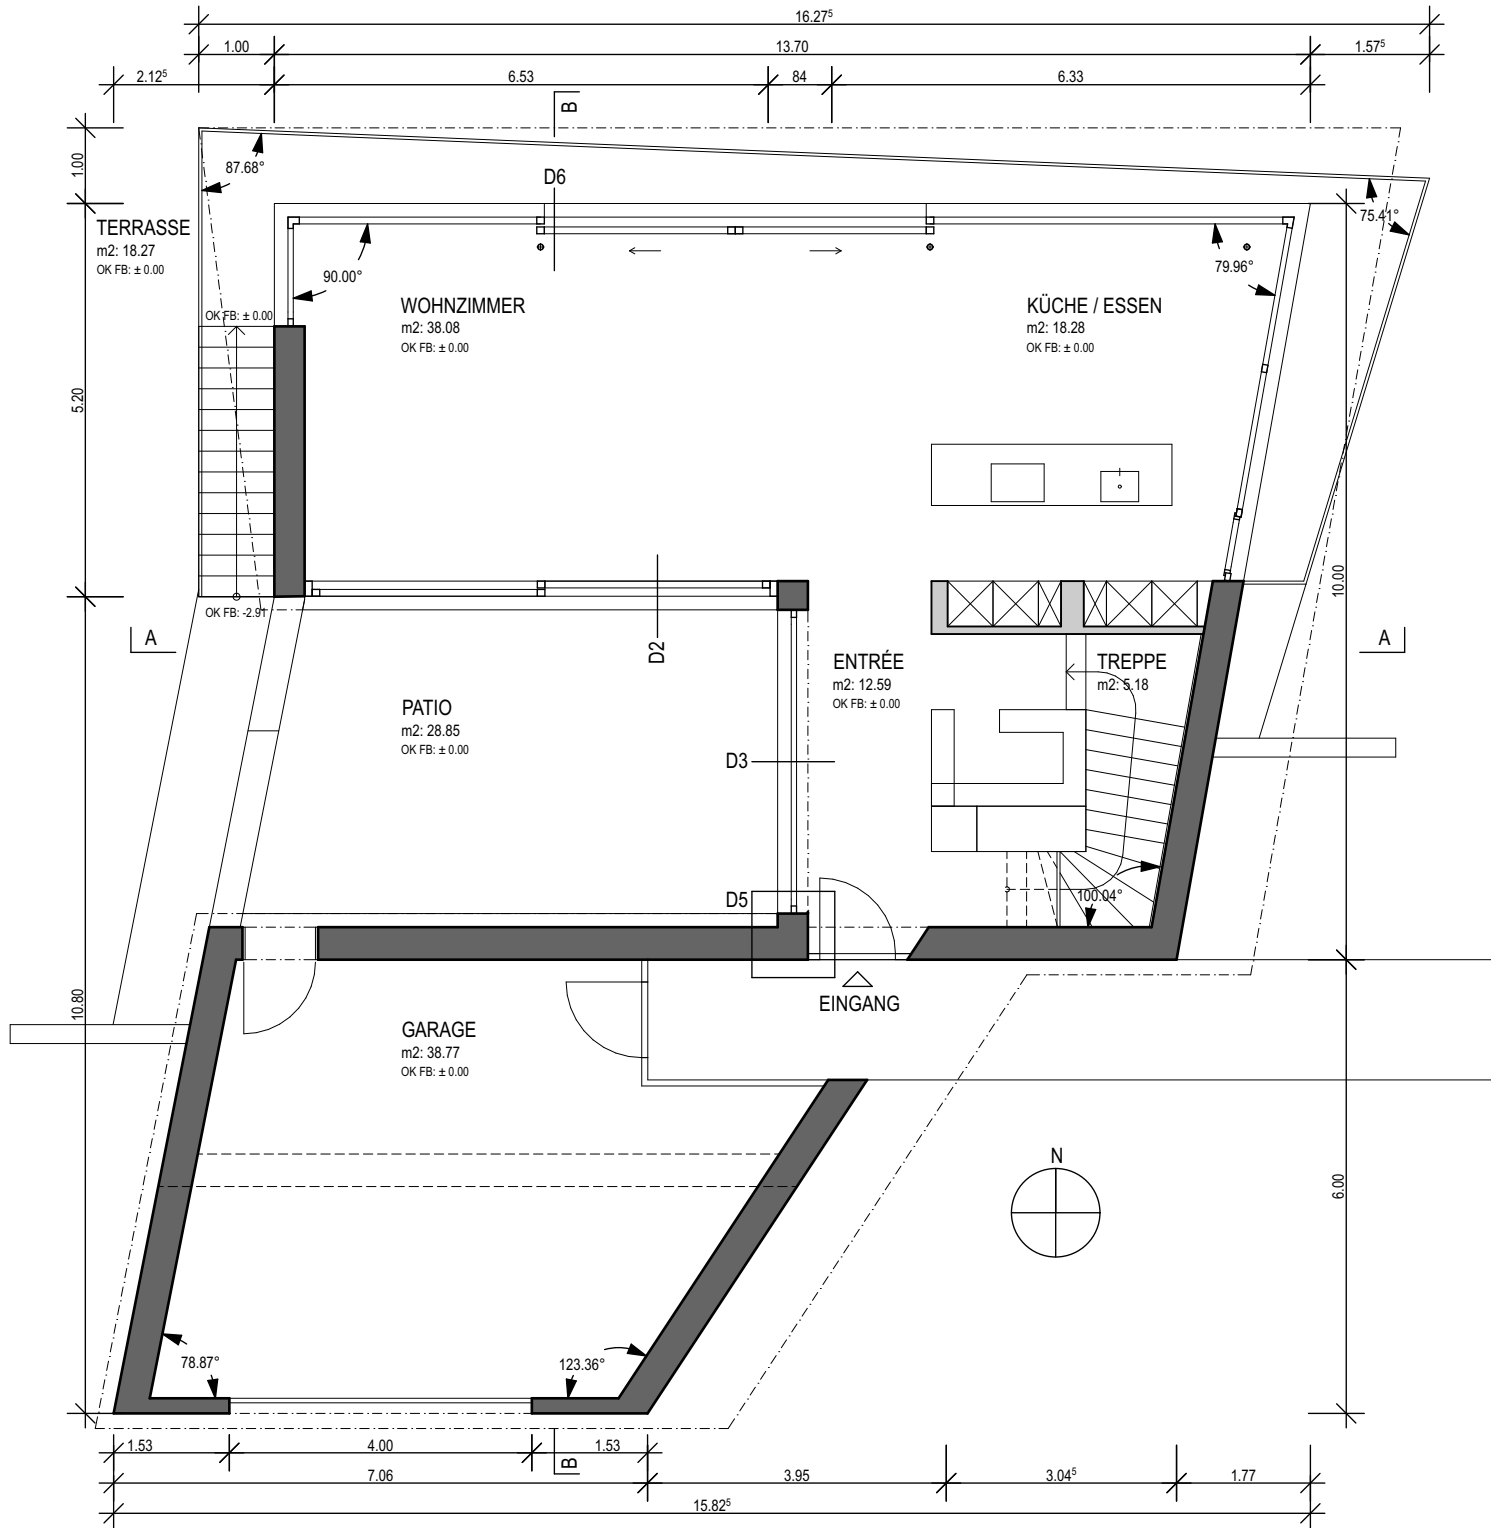 16.27⁵
1.00
13.70
1.57⁵
2.12⁵
6.53
84
6.33
B
1.00
87.68°
D6
75.41°
TERRASSE
m2: 18.27
OK FB: ± 0.00
90.00°
79.96°
WOHNZIMMER
m2: 38.08
OK FB: ± 0.00
KÜCHE / ESSEN
m2: 18.28
OK FB: ± 0.00
OK FB: ± 0.00
5.20
10.00
OK FB: -2.91
A
D2
A
ENTRÉE
m2: 12.59
OK FB: ± 0.00
TREPPE
m2: 5.18
PATIO
m2: 28.85
OK FB: ± 0.00
D3
D5
100.04°
10.80
EINGANG
GARAGE
m2: 38.77
OK FB: ± 0.00
N
6.00
78.87°
123.36°
1.53
4.00
1.53
B
7.06
3.95
3.04⁵
1.77
15.82⁵